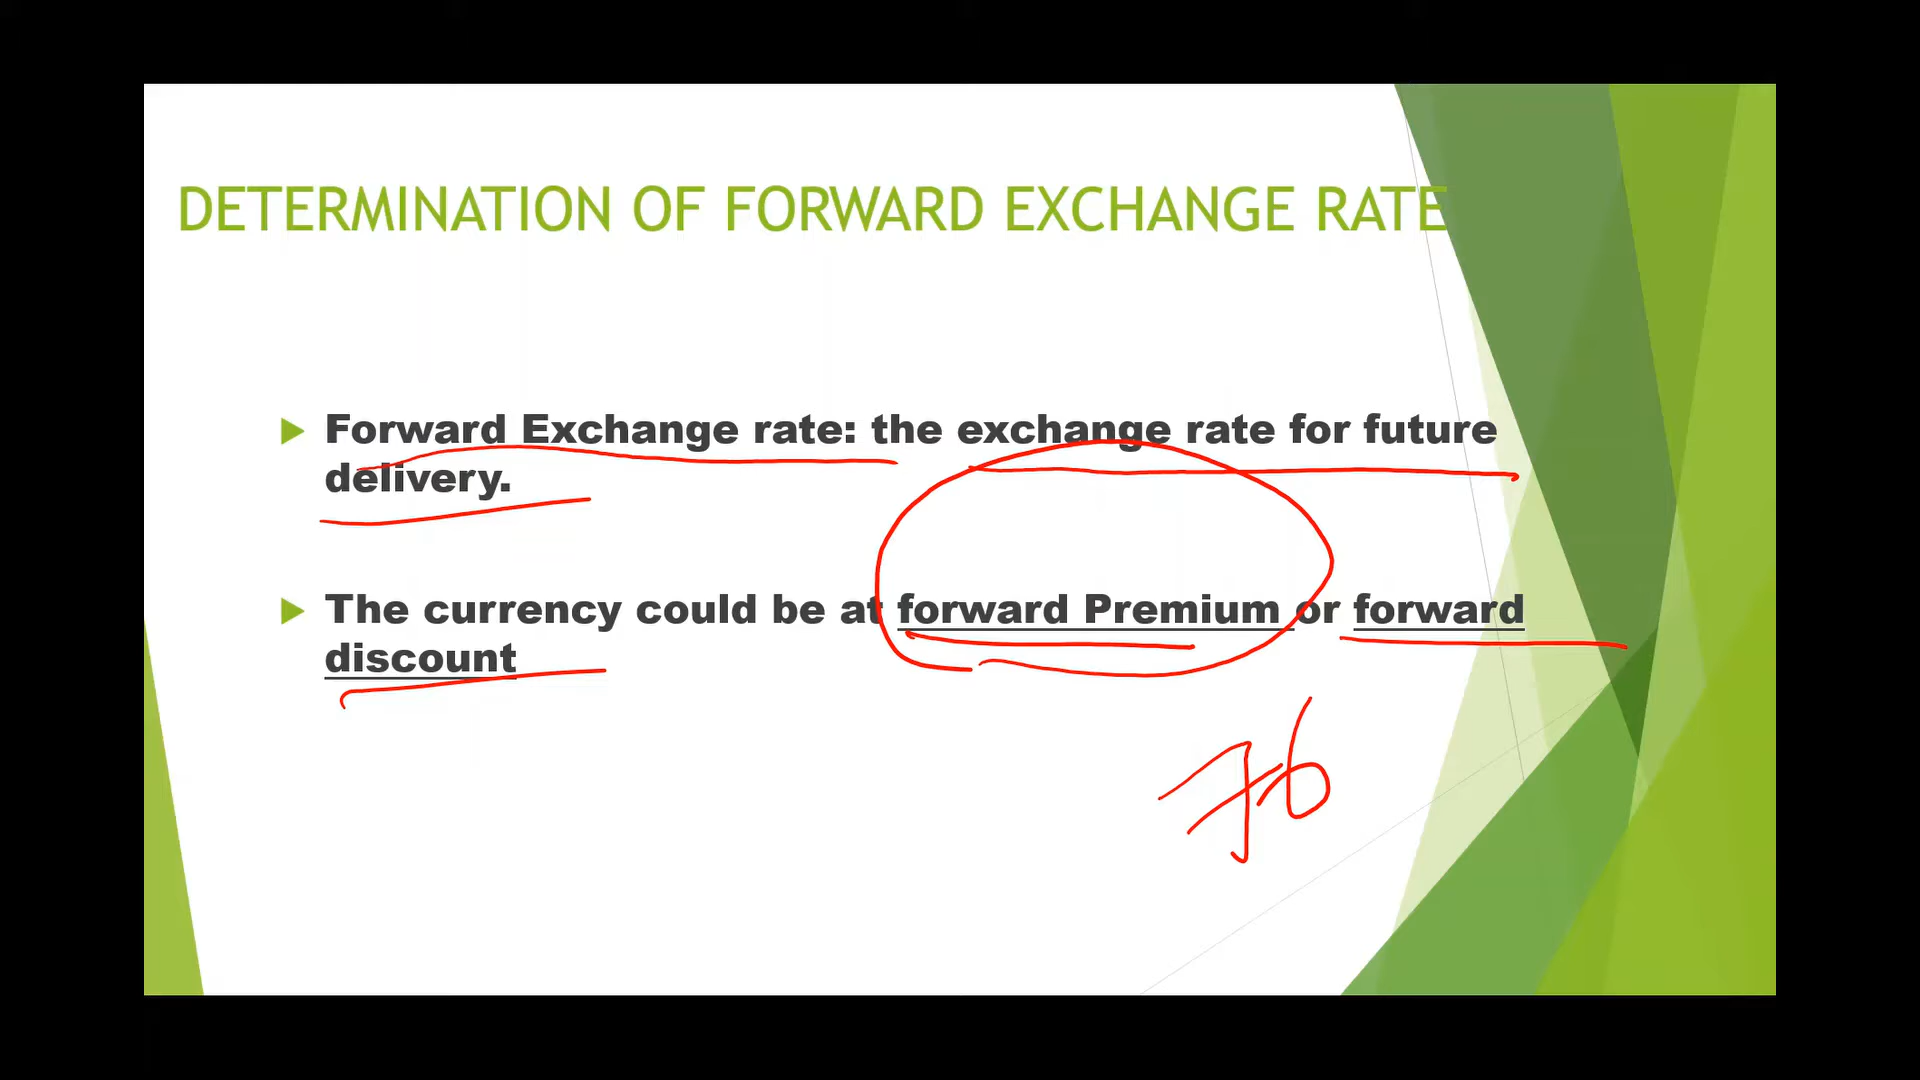 DETERMINATION OF FORWARD EXCHANGE RATE
Forward Exchange rate: the exchange rate for future
delivery.
The currency could be at forward Premium or forward
discount
76